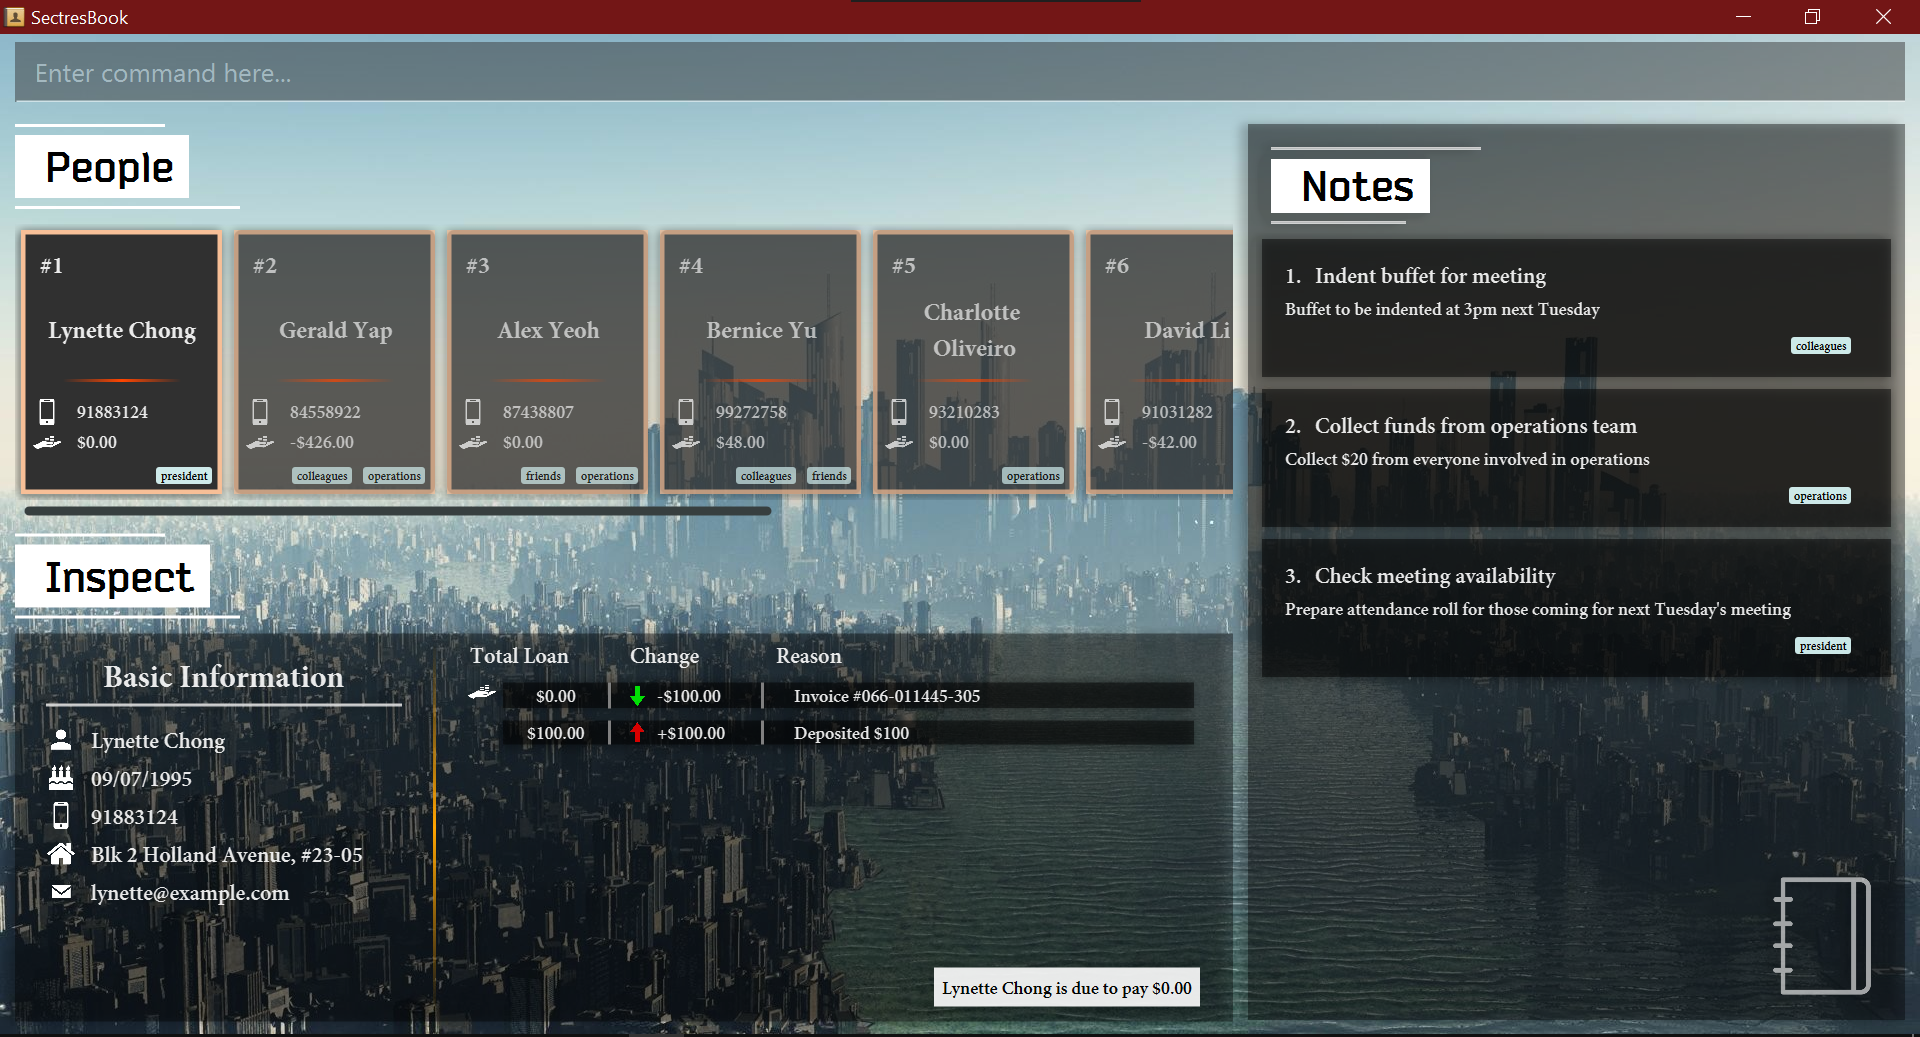 SectresBook
Enter command here...
People
#1
Lynette Chong
91883124
$0.00
president
#2
Gerald Yap
84558922
-$426.00
colleagues operations
#3
Alex Yeoh
87438807
$0.00
friends operations
#4
Bernice Yu
99272758
$48.00
colleagues friends
#5
Charlotte
Oliveiro
93210283
$0.00
operations
#6
David Li
91031282
-$42.00
Inspect
Basic Information
Lynette Chong
09/07/1995
91883124
Blk 2 Holland Avenue, #23-05
lynette@example.com
Total Loan Change Reason
$0.00 -$100.00 Invoice #066-011445-305
$100.00 +$100.00 Deposited $100
Lynette Chong is due to pay $0.00
Notes
1. Indent buffet for meeting
Buffet to be indented at 3pm next Tuesday
colleagues
2. Collect funds from operations team
Collect $20 from everyone involved in operations
operations
3. Check meeting availability
Prepare attendance roll for those coming for next Tuesday's meeting
president